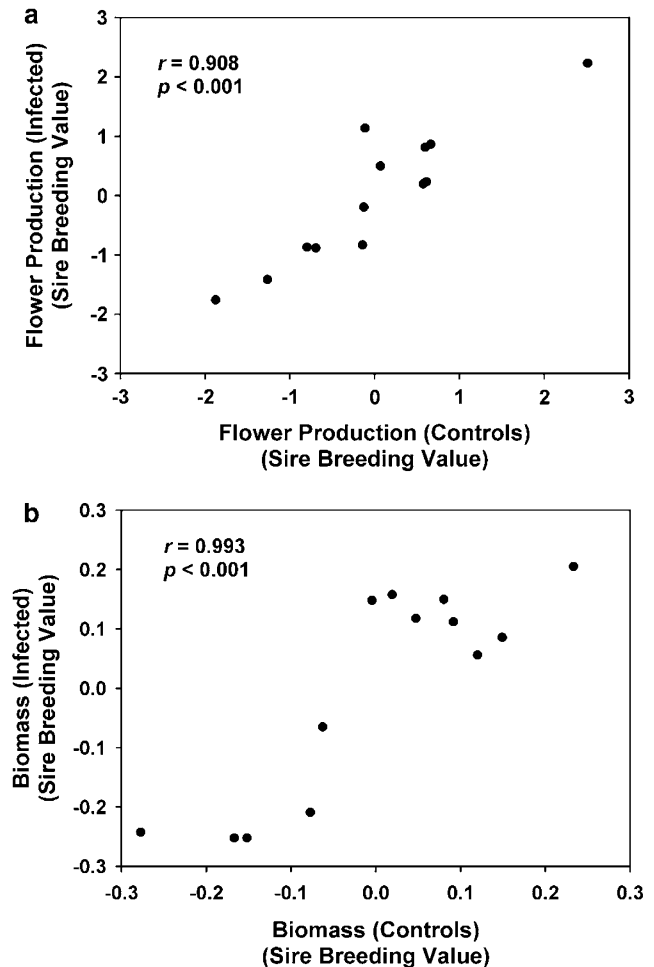 a
r = 0.908
p < 0.001
Flower Production (Infected)
(Sire Breeding Value)
3
2
1
0
-1
-2
-3
-3
-2
-1
0
1
2
3
Flower Production (Controls)
(Sire Breeding Value)
b
r = 0.993
p < 0.001
Biomass (Infected)
(Sire Breeding Value)
0.3
0.2
0.1
0.0
-0.1
-0.2
-0.3
-0.3
-0.2
-0.1
0.0
0.1
0.2
0.3
Biomass (Controls)
(Sire Breeding Value)